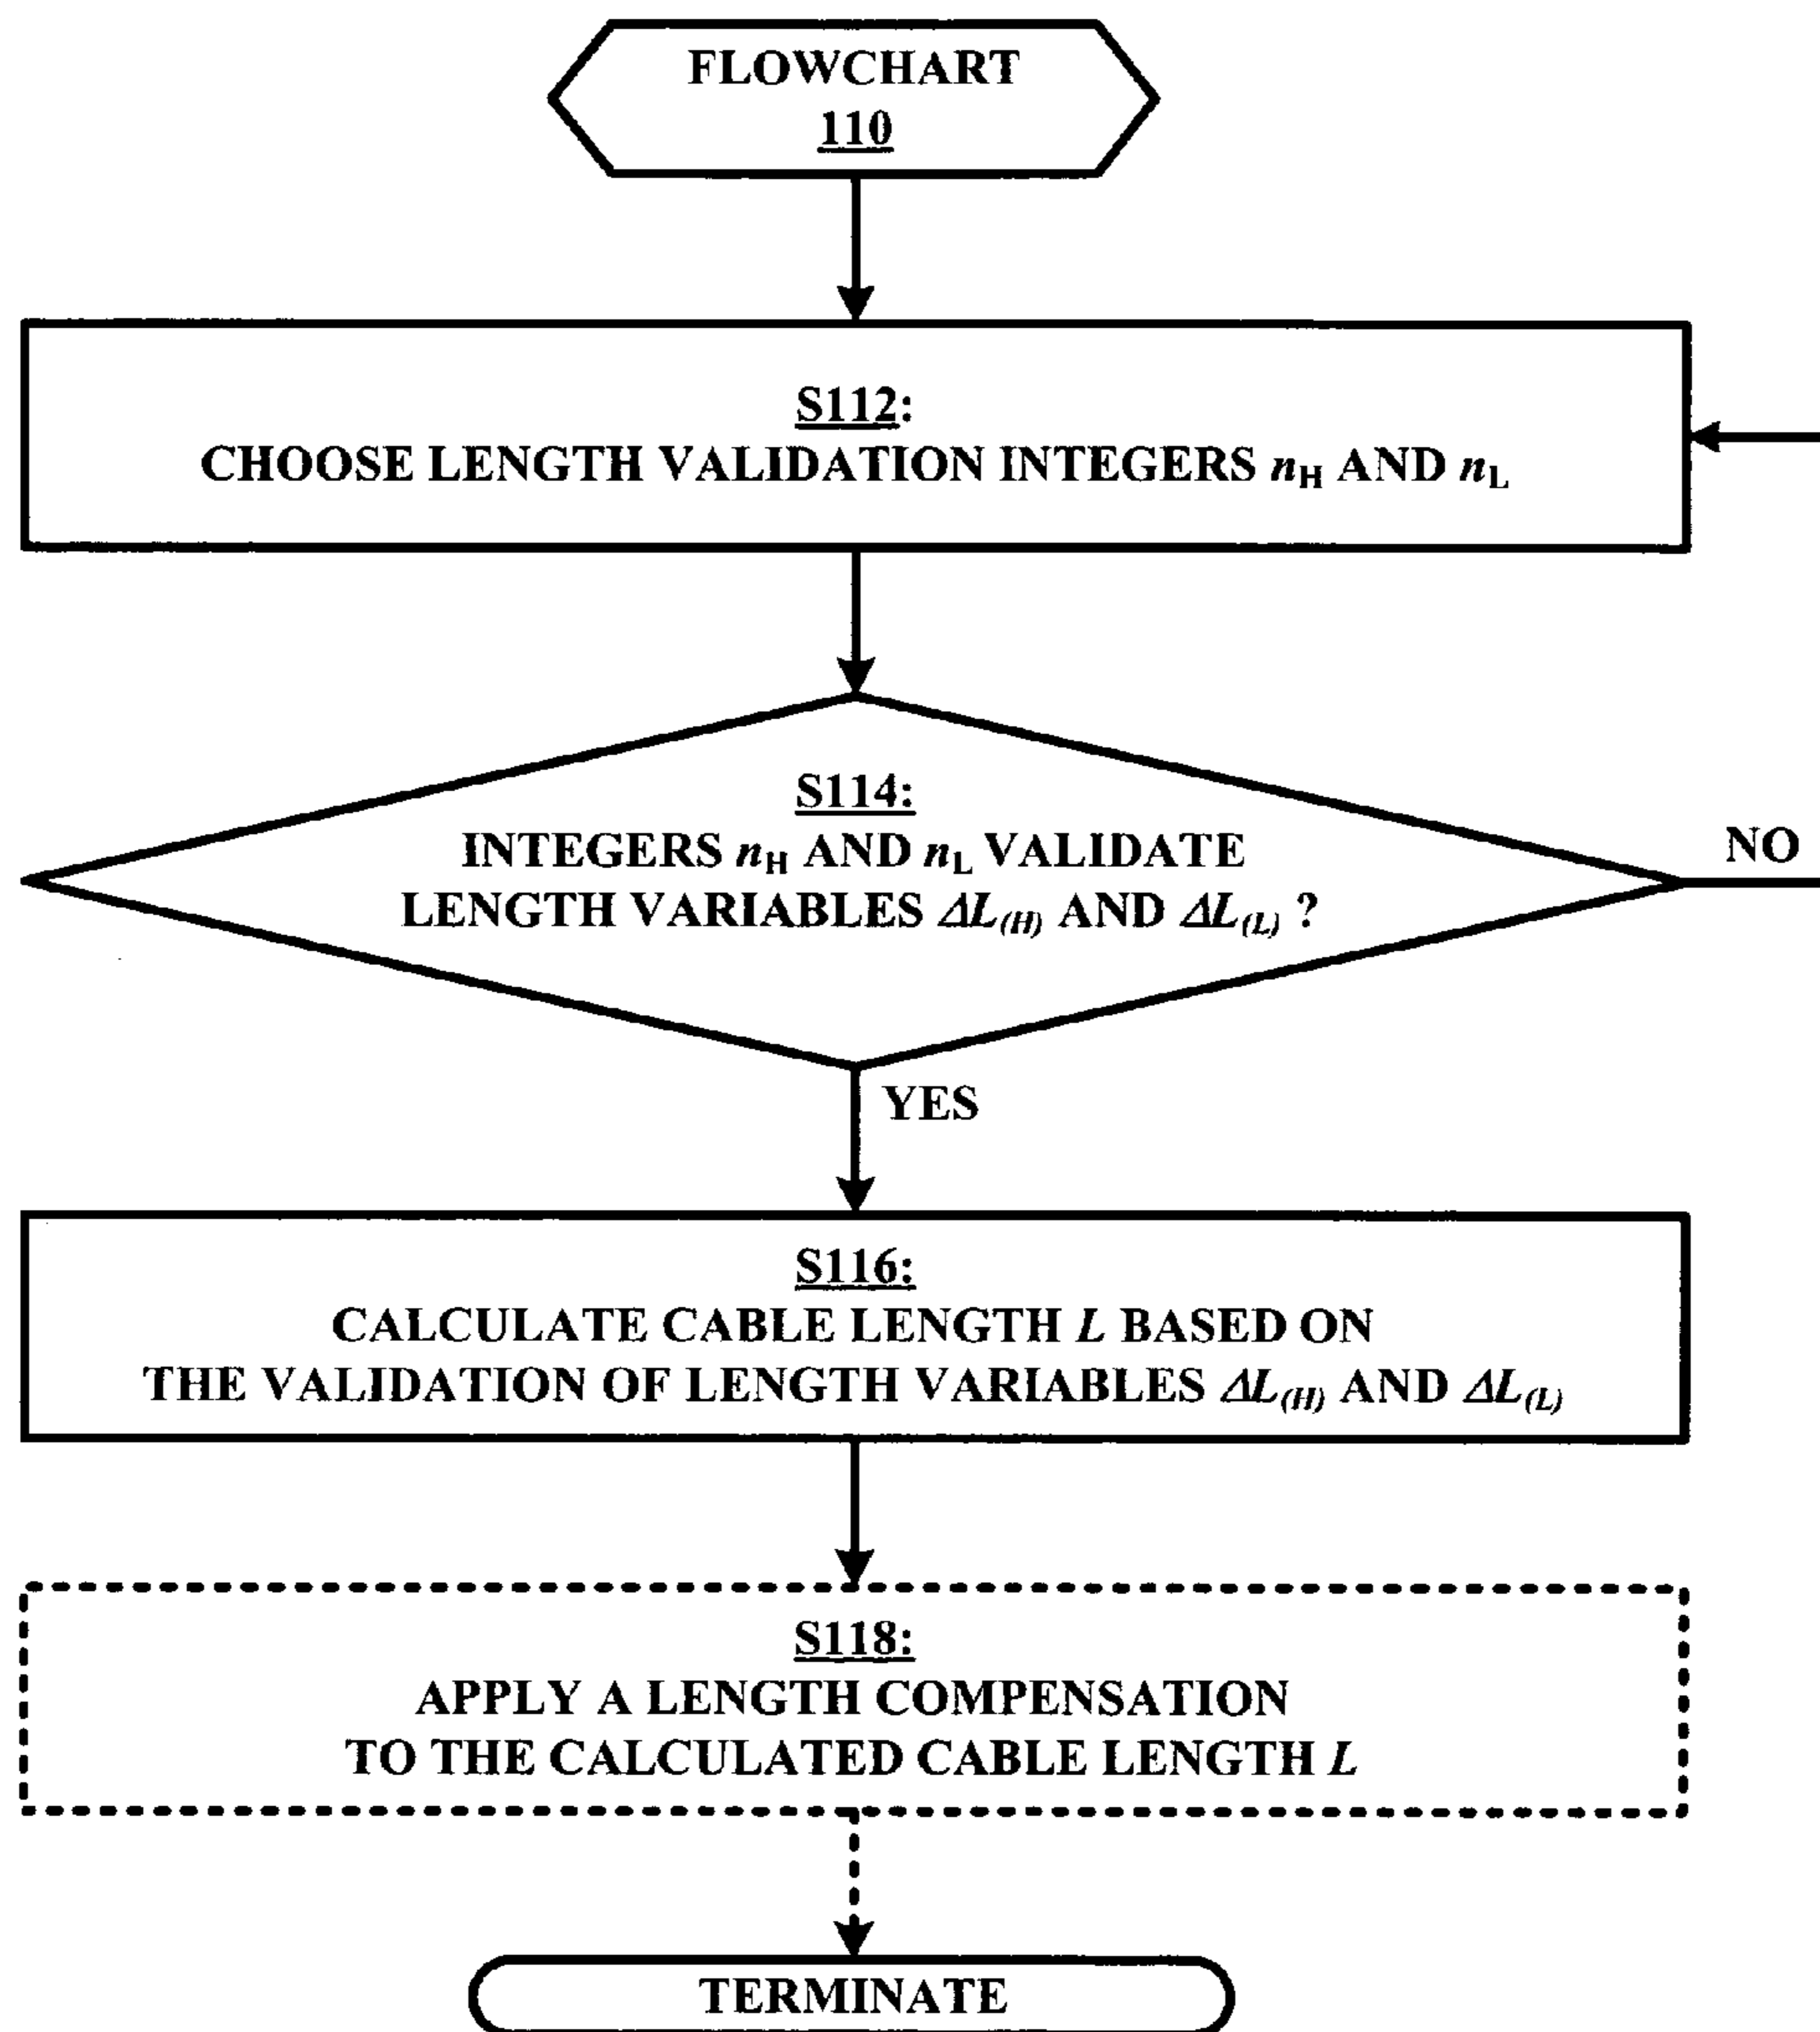 FLOWCHART
110
S112:
CHOOSE LENGTH VALIDATION INTEGERS nH AND nL
S114:
INTEGERS nH AND nL VALIDATE
LENGTH VARIABLES ΔL(H) AND ΔL(L) ?
NO
YES
S116:
CALCULATE CABLE LENGTH L BASED ON
THE VALIDATION OF LENGTH VARIABLES ΔL(H) AND ΔL(L)
S118:
APPLY A LENGTH COMPENSATION
TO THE CALCULATED CABLE LENGTH L
TERMINATE